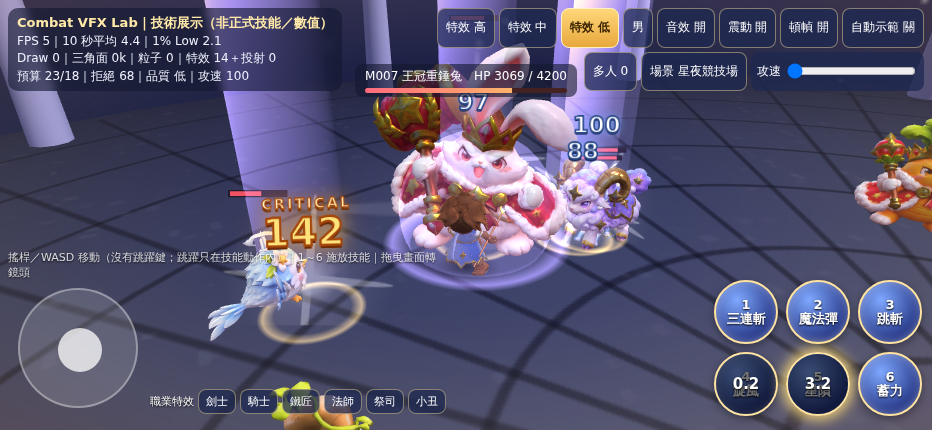 Combat VFX Lab｜技術展示（非正式技能／數值）
FPS 5｜10 秒平均 4.4｜1% Low 2.1
Draw 0｜三角面 0k｜粒子 0｜特效 14＋投射 0
預算 23/18｜拒絕 68｜品質 低｜攻速 100
特效 高
特效 中
特效 低
男
音效 開
震動 開
頓幀 開
自動示範 關
多人 0
場景 星夜競技場
攻速
M007 王冠重錘兔 HP 3069 / 4200
97
100
88
CRITICAL
142
搖桿／WASD 移動（沒有跳躍鍵；跳躍只在技能動作內）｜1～6 施放技能｜拖曳畫面轉
鏡頭
1
三連斬
2
魔法彈
3
跳斬
0.2
3.2
6
蓄力
職業特效
劍士
騎士
鐵匠
法師
祭司
小丑